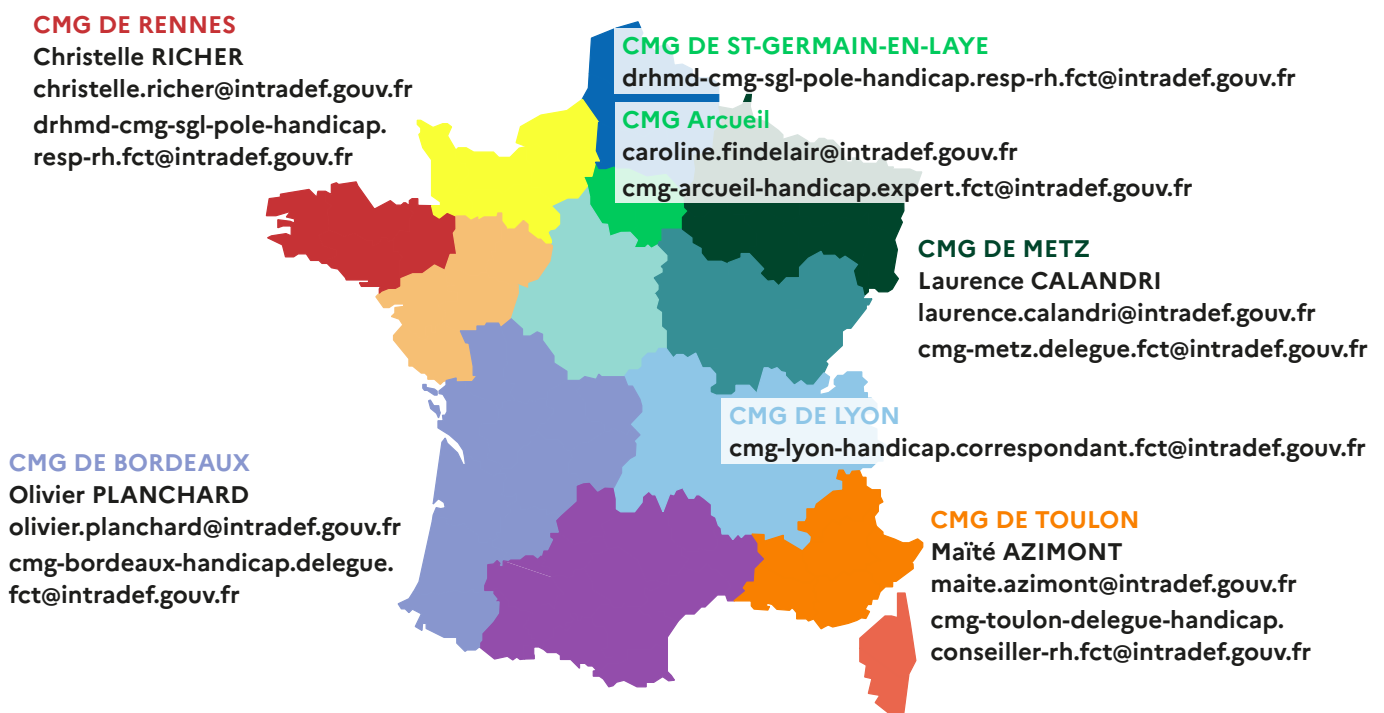 CMG DE RENNES
Christelle RICHER
christelle.richer@intradef.gouv.fr
drhmd-cmg-sgl-pole-handicap.
resp-rh.fct@intradef.gouv.fr
CMG DE ST-GERMAIN-EN-LAYE
drhmd-cmg-sgl-pole-handicap.resp-rh.fct@intradef.gouv.fr
CMG Arcueil
caroline.findelair@intradef.gouv.fr
cmg-arcueil-handicap.expert.fct@intradef.gouv.fr
CMG DE METZ
Laurence CALANDRI
laurence.calandri@intradef.gouv.fr
cmg-metz.delegue.fct@intradef.gouv.fr
CMG DE LYON
cmg-lyon-handicap.correspondant.fct@intradef.gouv.fr
CMG DE BORDEAUX
Olivier PLANCHARD
olivier.planchard@intradef.gouv.fr
cmg-bordeaux-handicap.delegue.
fct@intradef.gouv.fr
CMG DE TOULON
Maïté AZIMONT
maite.azimont@intradef.gouv.fr
cmg-toulon-delegue-handicap.
conseiller-rh.fct@intradef.gouv.fr